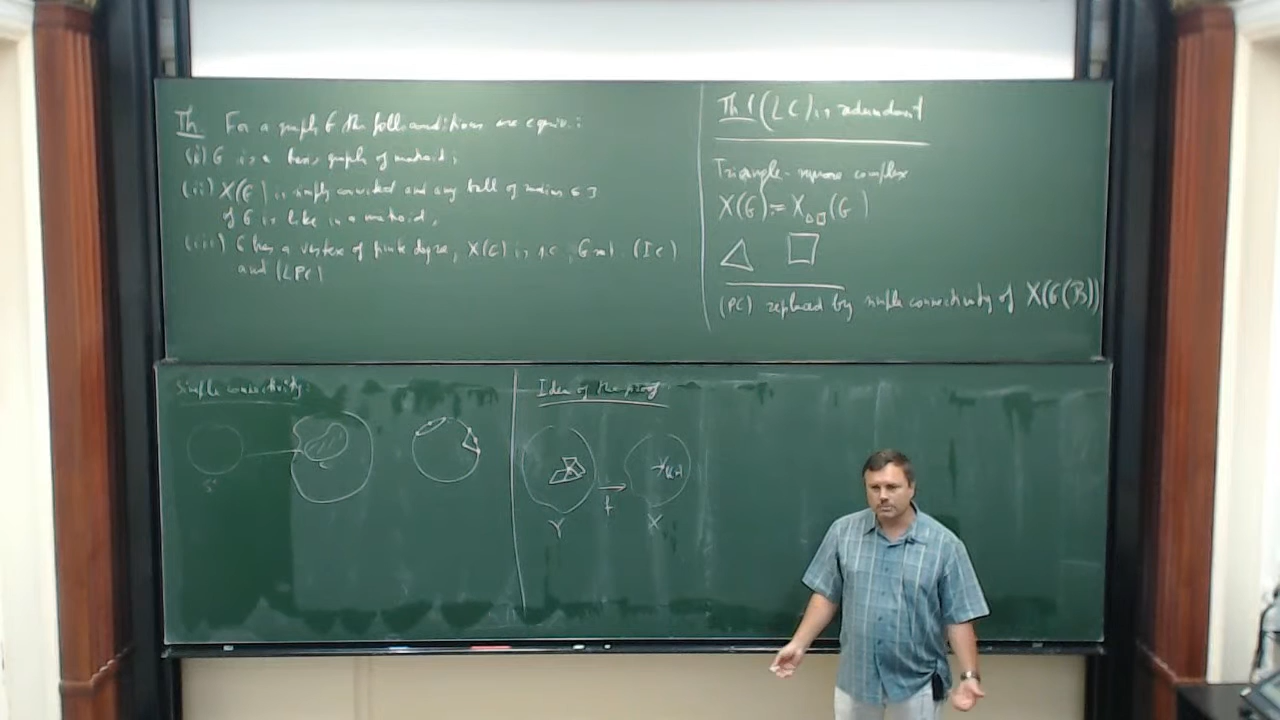 Th. For a graph G the foll. conditions are equiv.:
(i) G is a basis graph of matroid;
(ii) X(G) is simply connected and any ball of radius ≤ 3
of G is like in a matroid;
(iii) G has a vertex of finite degree, X(G) is s.c., G sat. (IC)
and (LPC)
Th 1 (LC) is redundant
Triangle-square complex
X(G) := X△□(G)
(PC) replaced by simple connectivity of X(G(B))
Simple connectivity:
S¹
Idea of the proof
f
Y
X